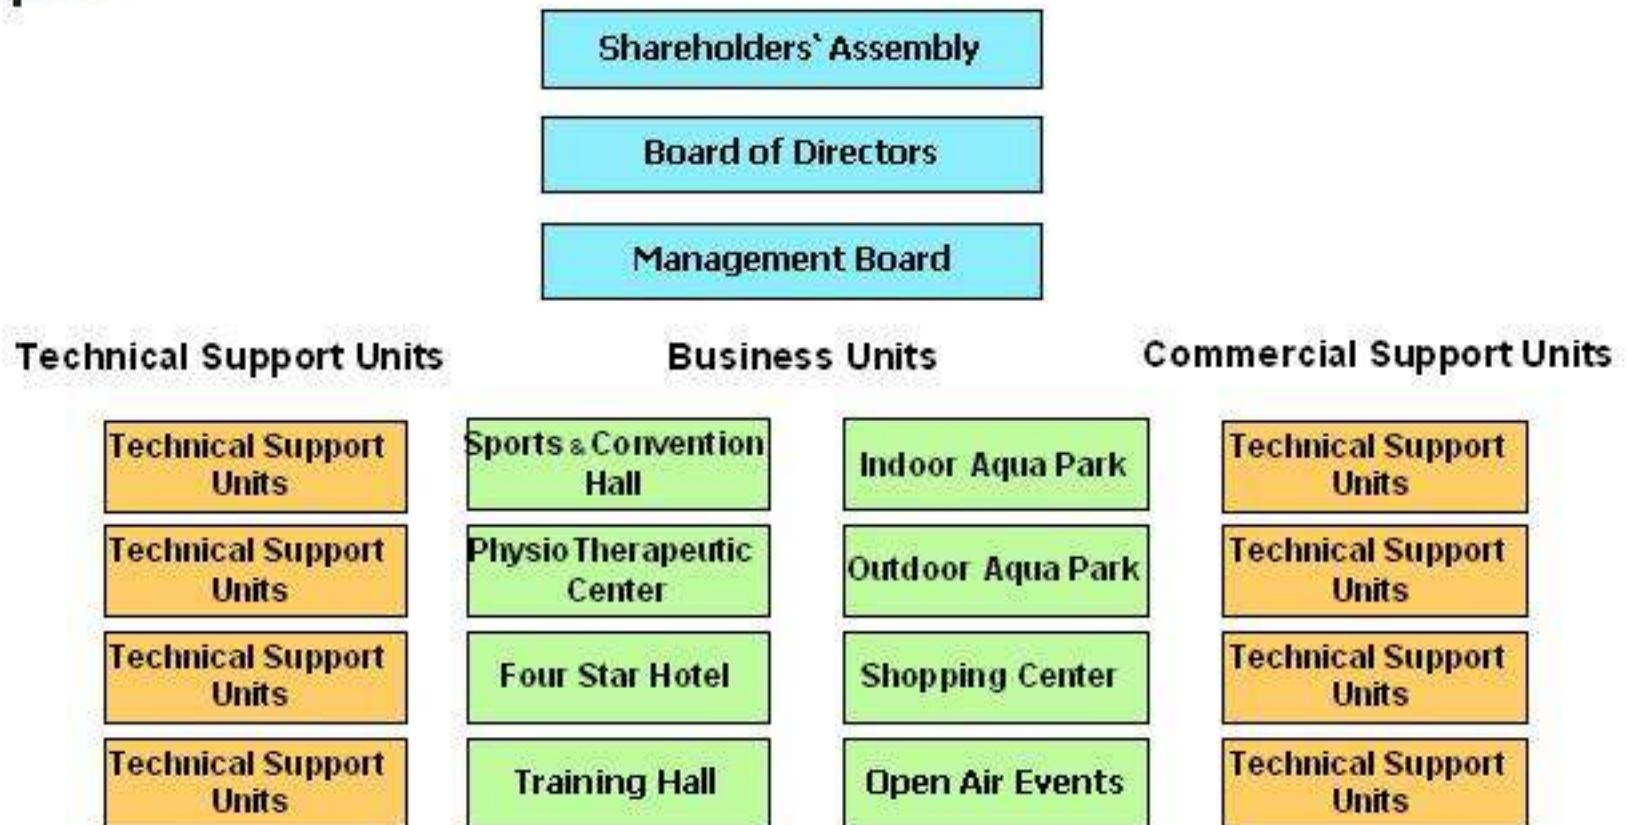 Shareholders` Assembly
Board of Directors
Management Board
Technical Support Units
Business Units
Commercial Support Units
Technical Support
Units
Sports & Convention
Hall
Indoor Aqua Park
Technical Support
Units
Technical Support
Units
Physio Therapeutic
Center
Outdoor Aqua Park
Technical Support
Units
Technical Support
Units
Four Star Hotel
Shopping Center
Technical Support
Units
Technical Support
Units
Training Hall
Open Air Events
Technical Support
Units